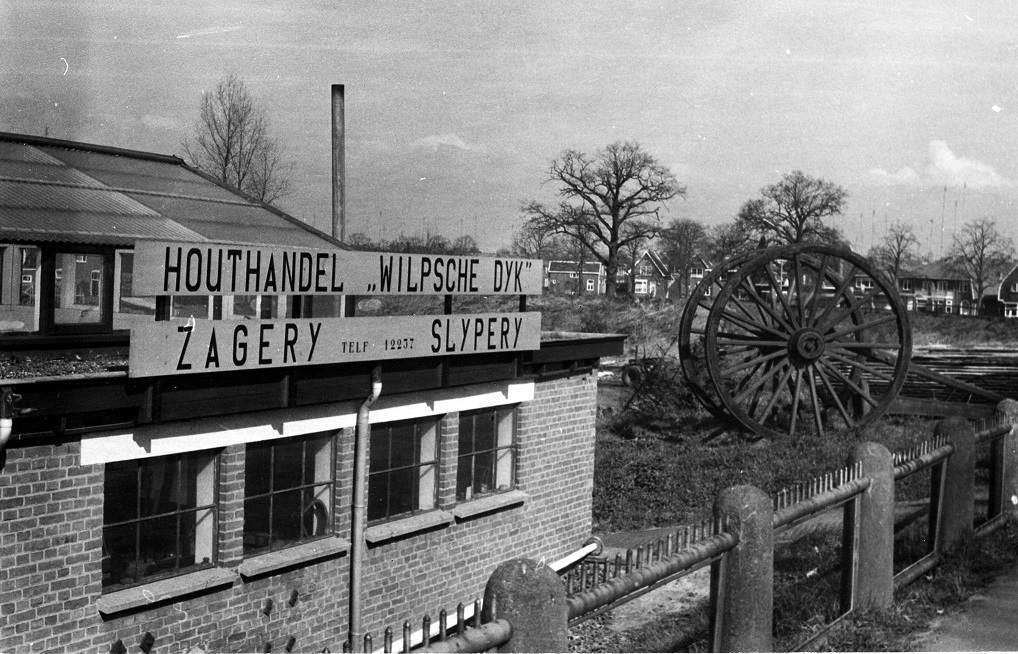 HOUTHANDEL „WILPSCHE DYK"
ZAGERY TELF 12237 SLYPERY